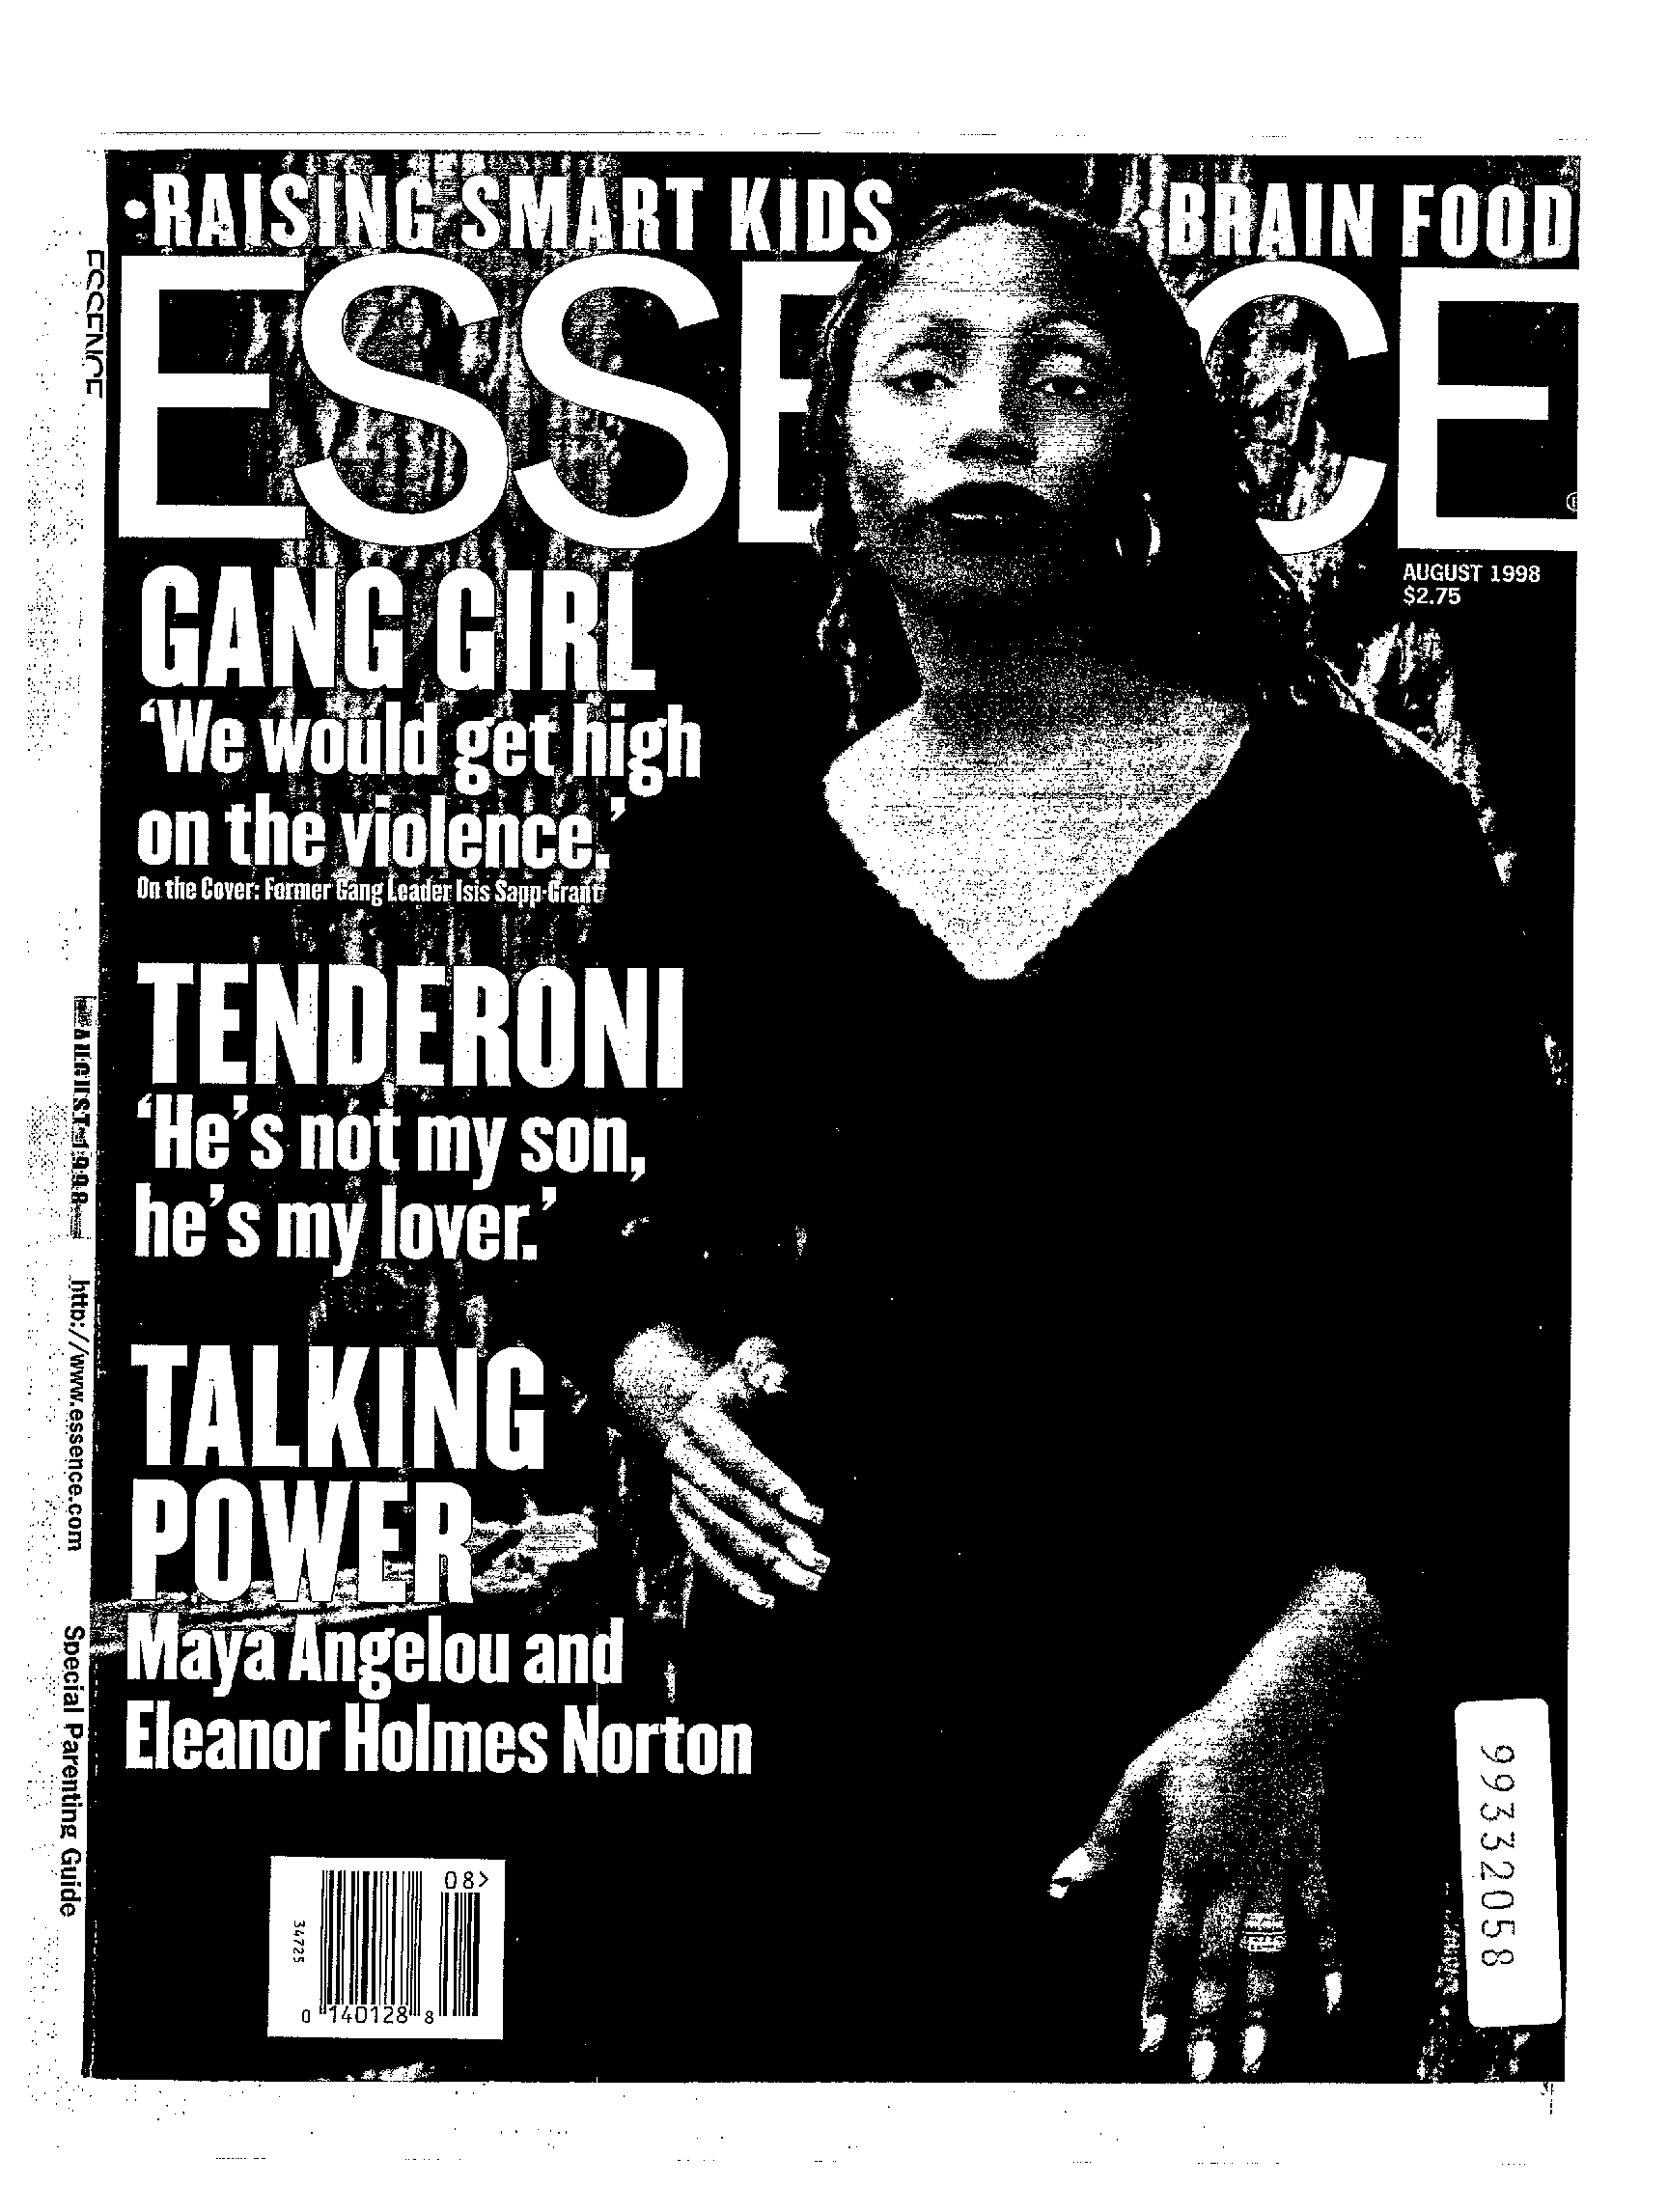 •RAISING SMART KIDS
•BRAIN FOOD
ESSENCE
®
AUGUST 1998
$2.75
GANG GIRL
‘We would get high
on the violence.’
On the Cover: Former Gang Leader Isis Sapp-Grant
TENDERONI
‘He’s not my son,
he’s my lover.’
TALKING
POWER
Maya Angelou and
Eleanor Holmes Norton
08>
34725
0 140128 8
99332058
ESSENCE
AUGUST 1998
http://www.essence.com
Special Parenting Guide